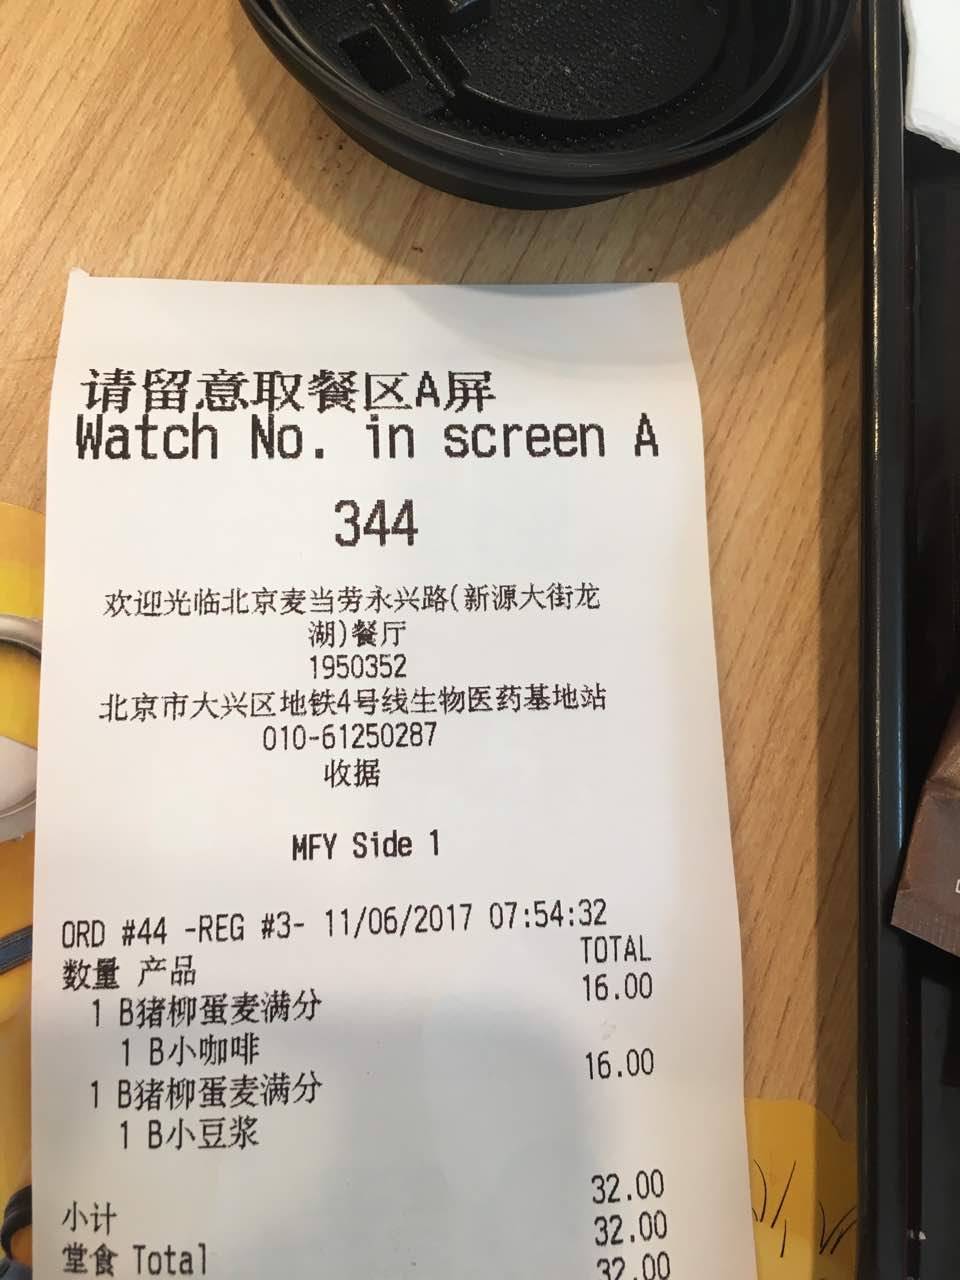 请留意取餐区A屏
Watch No. in screen A
344
欢迎光临北京麦当劳永兴路(新源大街龙
湖)餐厅
1950352
北京市大兴区地铁4号线生物医药基地站
010-61250287
收据
MFY Side 1
ORD #44 -REG #3- 11/06/2017 07:54:32
数量 产品 TOTAL
1 B猪柳蛋麦满分 16.00
1 B小咖啡
1 B猪柳蛋麦满分 16.00
1 B小豆浆
小计 32.00
堂食 Total 32.00
32.00